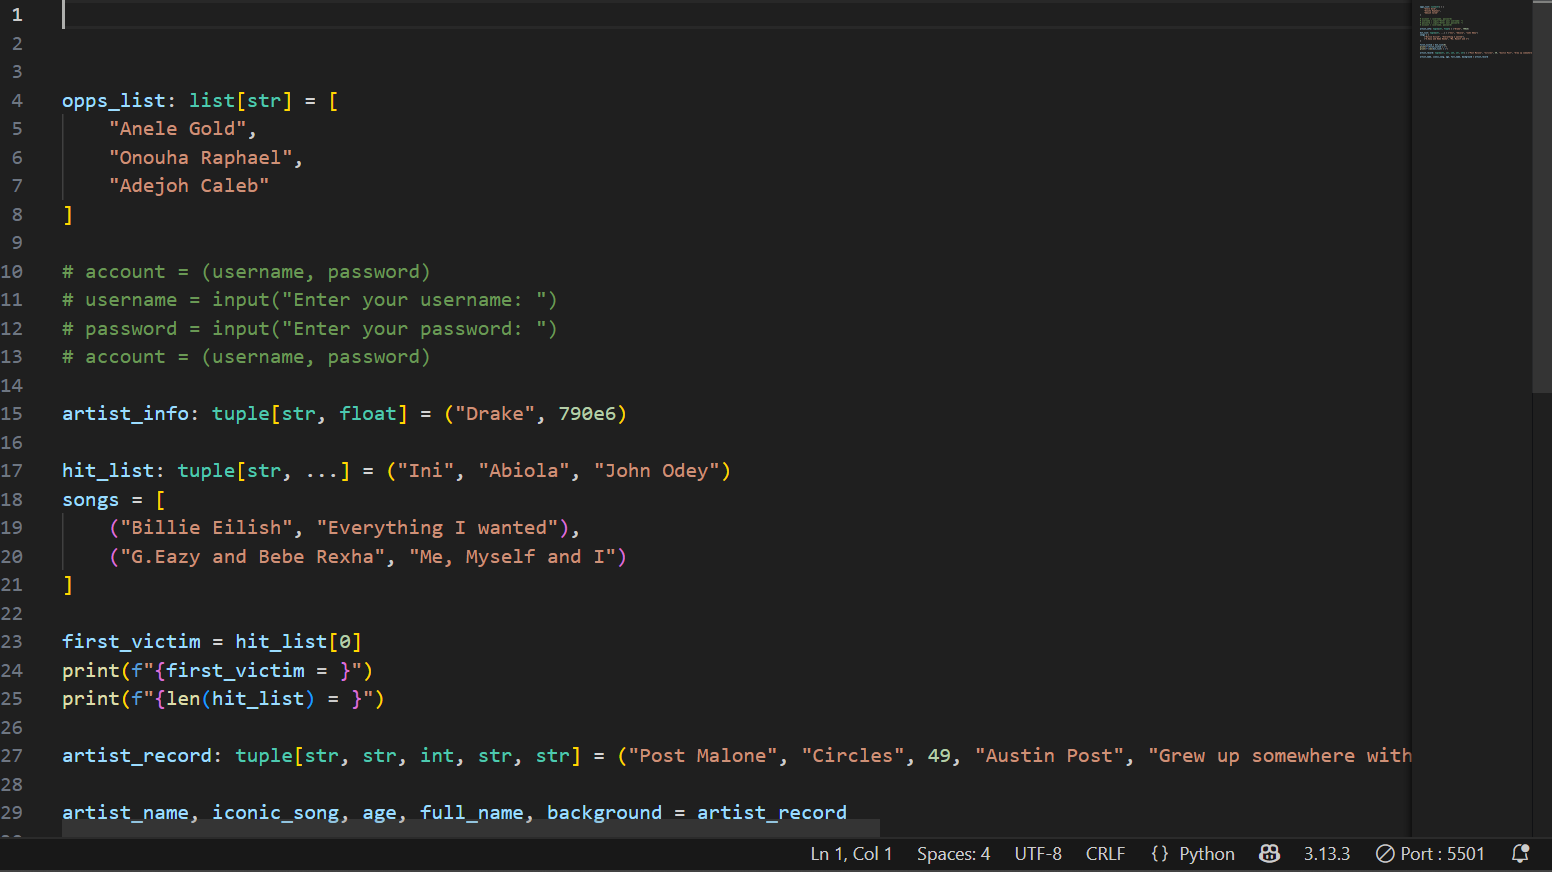 1
2
3
4 opps_list: list[str] = [
5 "Anele Gold",
6 "Onouha Raphael",
7 "Adejoh Caleb"
8 ]
9
10 # account = (username, password)
11 # username = input("Enter your username: ")
12 # password = input("Enter your password: ")
13 # account = (username, password)
14
15 artist_info: tuple[str, float] = ("Drake", 790e6)
16
17 hit_list: tuple[str, ...] = ("Ini", "Abiola", "John Odey")
18 songs = [
19 ("Billie Eilish", "Everything I wanted"),
20 ("G.Eazy and Bebe Rexha", "Me, Myself and I")
21 ]
22
23 first_victim = hit_list[0]
24 print(f"{first_victim = }")
25 print(f"{len(hit_list) = }")
26
27 artist_record: tuple[str, str, int, str, str] = ("Post Malone", "Circles", 49, "Austin Post", "Grew up somewhere with
28
29 artist_name, iconic_song, age, full_name, background = artist_record
Ln 1, Col 1 Spaces: 4 UTF-8 CRLF {} Python 3.13.3 Port : 5501